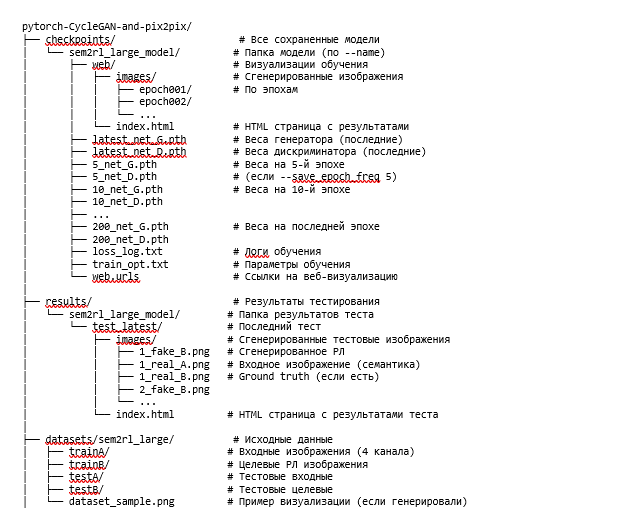 pytorch-CycleGAN-and-pix2pix/
├── checkpoints/ # Все сохраненные модели
│   └── sem2rl_large_model/ # Папка модели (по --name)
│       ├── web/ # Визуализации обучения
│       │   ├── images/ # Сгенерированные изображения
│       │   │   ├── epoch001/ # По эпохам
│       │   │   ├── epoch002/
│       │   │   └── ...
│       │   └── index.html # HTML страница с результатами
│       ├── latest_net_G.pth # Веса генератора (последние)
│       ├── latest_net_D.pth # Веса дискриминатора (последние)
│       ├── 5_net_G.pth # Веса на 5-й эпохе
│       ├── 5_net_D.pth # (если --save_epoch_freq 5)
│       ├── 10_net_G.pth # Веса на 10-й эпохе
│       ├── 10_net_D.pth
│       ├── ...
│       ├── 200_net_G.pth # Веса на последней эпохе
│       ├── 200_net_D.pth
│       ├── loss_log.txt # Логи обучения
│       ├── train_opt.txt # Параметры обучения
│       └── web.urls # Ссылки на веб-визуализацию
│
├── results/ # Результаты тестирования
│   └── sem2rl_large_model/ # Папка результатов теста
│       └── test_latest/ # Последний тест
│           ├── images/ # Сгенерированные тестовые изображения
│           │   ├── 1_fake_B.png # Сгенерированное РЛ
│           │   ├── 1_real_A.png # Входное изображение (семантика)
│           │   ├── 1_real_B.png # Ground truth (если есть)
│           │   ├── 2_fake_B.png
│           │   └── ...
│           └── index.html # HTML страница с результатами теста
│
├── datasets/sem2rl_large/ # Исходные данные
│   ├── trainA/ # Входные изображения (4 канала)
│   ├── trainB/ # Целевые РЛ изображения
│   ├── testA/ # Тестовые входные
│   ├── testB/ # Тестовые целевые
│   └── dataset_sample.png # Пример визуализации (если генерировали)